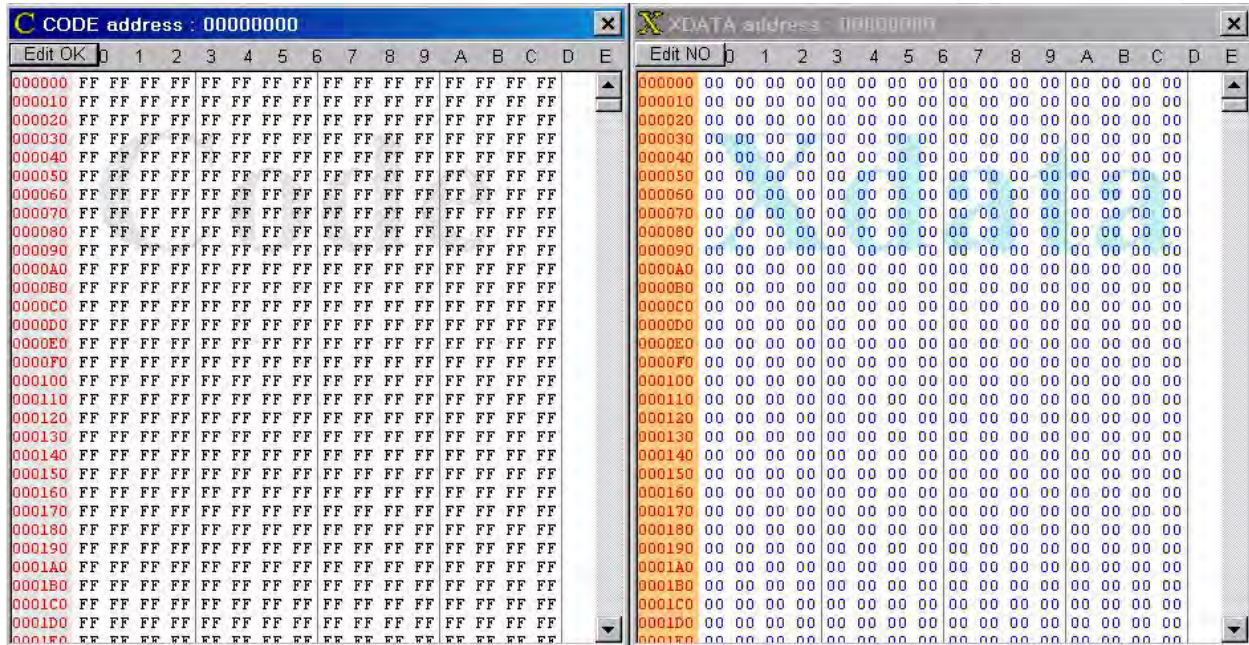 C CODE address : 00000000
Edit OK 0 1 2 3 4 5 6 7 8 9 A B C D E
000000 FF FF FF FF FF FF FF FF FF FF FF FF FF FF FF FF
000010 FF FF FF FF FF FF FF FF FF FF FF FF FF FF FF FF
000020 FF FF FF FF FF FF FF FF FF FF FF FF FF FF FF FF
000030 FF FF FF FF FF FF FF FF FF FF FF FF FF FF FF FF
000040 FF FF FF FF FF FF FF FF FF FF FF FF FF FF FF FF
000050 FF FF FF FF FF FF FF FF FF FF FF FF FF FF FF FF
000060 FF FF FF FF FF FF FF FF FF FF FF FF FF FF FF FF
000070 FF FF FF FF FF FF FF FF FF FF FF FF FF FF FF FF
000080 FF FF FF FF FF FF FF FF FF FF FF FF FF FF FF FF
000090 FF FF FF FF FF FF FF FF FF FF FF FF FF FF FF FF
0000A0 FF FF FF FF FF FF FF FF FF FF FF FF FF FF FF FF
0000B0 FF FF FF FF FF FF FF FF FF FF FF FF FF FF FF FF
0000C0 FF FF FF FF FF FF FF FF FF FF FF FF FF FF FF FF
0000D0 FF FF FF FF FF FF FF FF FF FF FF FF FF FF FF FF
0000E0 FF FF FF FF FF FF FF FF FF FF FF FF FF FF FF FF
0000F0 FF FF FF FF FF FF FF FF FF FF FF FF FF FF FF FF
000100 FF FF FF FF FF FF FF FF FF FF FF FF FF FF FF FF
000110 FF FF FF FF FF FF FF FF FF FF FF FF FF FF FF FF
000120 FF FF FF FF FF FF FF FF FF FF FF FF FF FF FF FF
000130 FF FF FF FF FF FF FF FF FF FF FF FF FF FF FF FF
000140 FF FF FF FF FF FF FF FF FF FF FF FF FF FF FF FF
000150 FF FF FF FF FF FF FF FF FF FF FF FF FF FF FF FF
000160 FF FF FF FF FF FF FF FF FF FF FF FF FF FF FF FF
000170 FF FF FF FF FF FF FF FF FF FF FF FF FF FF FF FF
000180 FF FF FF FF FF FF FF FF FF FF FF FF FF FF FF FF
000190 FF FF FF FF FF FF FF FF FF FF FF FF FF FF FF FF
0001A0 FF FF FF FF FF FF FF FF FF FF FF FF FF FF FF FF
0001B0 FF FF FF FF FF FF FF FF FF FF FF FF FF FF FF FF
0001C0 FF FF FF FF FF FF FF FF FF FF FF FF FF FF FF FF
0001D0 FF FF FF FF FF FF FF FF FF FF FF FF FF FF FF FF
0001E0 FF FF FF FF FF FF FF FF FF FF FF FF FF FF FF FF
Code
X XDATA address : 00000000
Edit NO 0 1 2 3 4 5 6 7 8 9 A B C D E
000000 00 00 00 00 00 00 00 00 00 00 00 00 00 00 00 00
000010 00 00 00 00 00 00 00 00 00 00 00 00 00 00 00 00
000020 00 00 00 00 00 00 00 00 00 00 00 00 00 00 00 00
000030 00 00 00 00 00 00 00 00 00 00 00 00 00 00 00 00
000040 00 00 00 00 00 00 00 00 00 00 00 00 00 00 00 00
000050 00 00 00 00 00 00 00 00 00 00 00 00 00 00 00 00
000060 00 00 00 00 00 00 00 00 00 00 00 00 00 00 00 00
000070 00 00 00 00 00 00 00 00 00 00 00 00 00 00 00 00
000080 00 00 00 00 00 00 00 00 00 00 00 00 00 00 00 00
000090 00 00 00 00 00 00 00 00 00 00 00 00 00 00 00 00
0000A0 00 00 00 00 00 00 00 00 00 00 00 00 00 00 00 00
0000B0 00 00 00 00 00 00 00 00 00 00 00 00 00 00 00 00
0000C0 00 00 00 00 00 00 00 00 00 00 00 00 00 00 00 00
0000D0 00 00 00 00 00 00 00 00 00 00 00 00 00 00 00 00
0000E0 00 00 00 00 00 00 00 00 00 00 00 00 00 00 00 00
0000F0 00 00 00 00 00 00 00 00 00 00 00 00 00 00 00 00
000100 00 00 00 00 00 00 00 00 00 00 00 00 00 00 00 00
000110 00 00 00 00 00 00 00 00 00 00 00 00 00 00 00 00
000120 00 00 00 00 00 00 00 00 00 00 00 00 00 00 00 00
000130 00 00 00 00 00 00 00 00 00 00 00 00 00 00 00 00
000140 00 00 00 00 00 00 00 00 00 00 00 00 00 00 00 00
000150 00 00 00 00 00 00 00 00 00 00 00 00 00 00 00 00
000160 00 00 00 00 00 00 00 00 00 00 00 00 00 00 00 00
000170 00 00 00 00 00 00 00 00 00 00 00 00 00 00 00 00
000180 00 00 00 00 00 00 00 00 00 00 00 00 00 00 00 00
000190 00 00 00 00 00 00 00 00 00 00 00 00 00 00 00 00
0001A0 00 00 00 00 00 00 00 00 00 00 00 00 00 00 00 00
0001B0 00 00 00 00 00 00 00 00 00 00 00 00 00 00 00 00
0001C0 00 00 00 00 00 00 00 00 00 00 00 00 00 00 00 00
0001D0 00 00 00 00 00 00 00 00 00 00 00 00 00 00 00 00
0001E0 00 00 00 00 00 00 00 00 00 00 00 00 00 00 00 00
Xdata